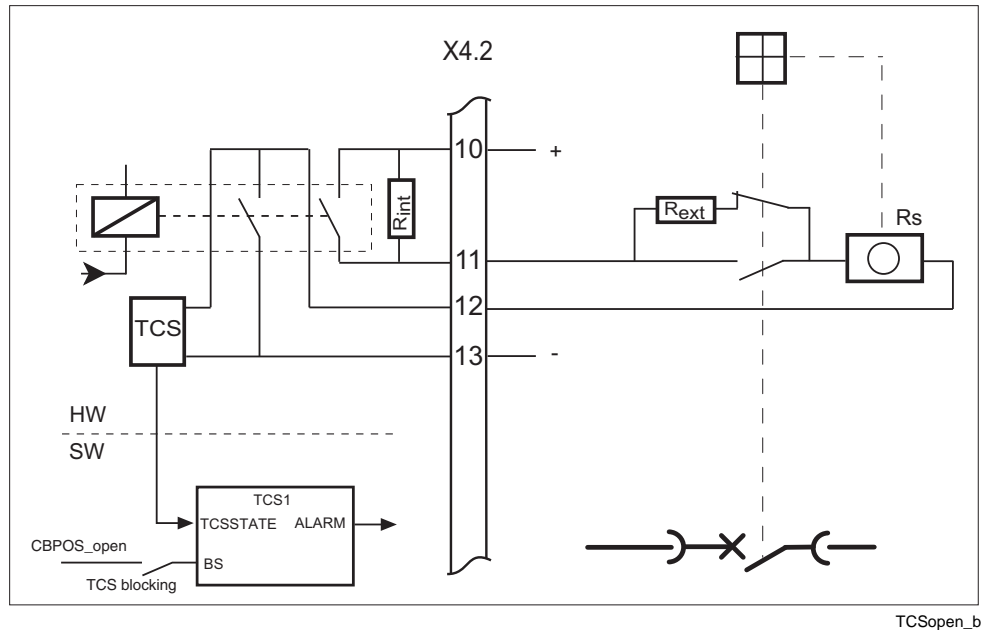 X4.2
10
+
Rint
Rext
Rs
11
12
TCS
13
-
HW
SW
TCS1
TCSSTATE ALARM
CBPOS_open
BS
TCS blocking
TCSopen_b